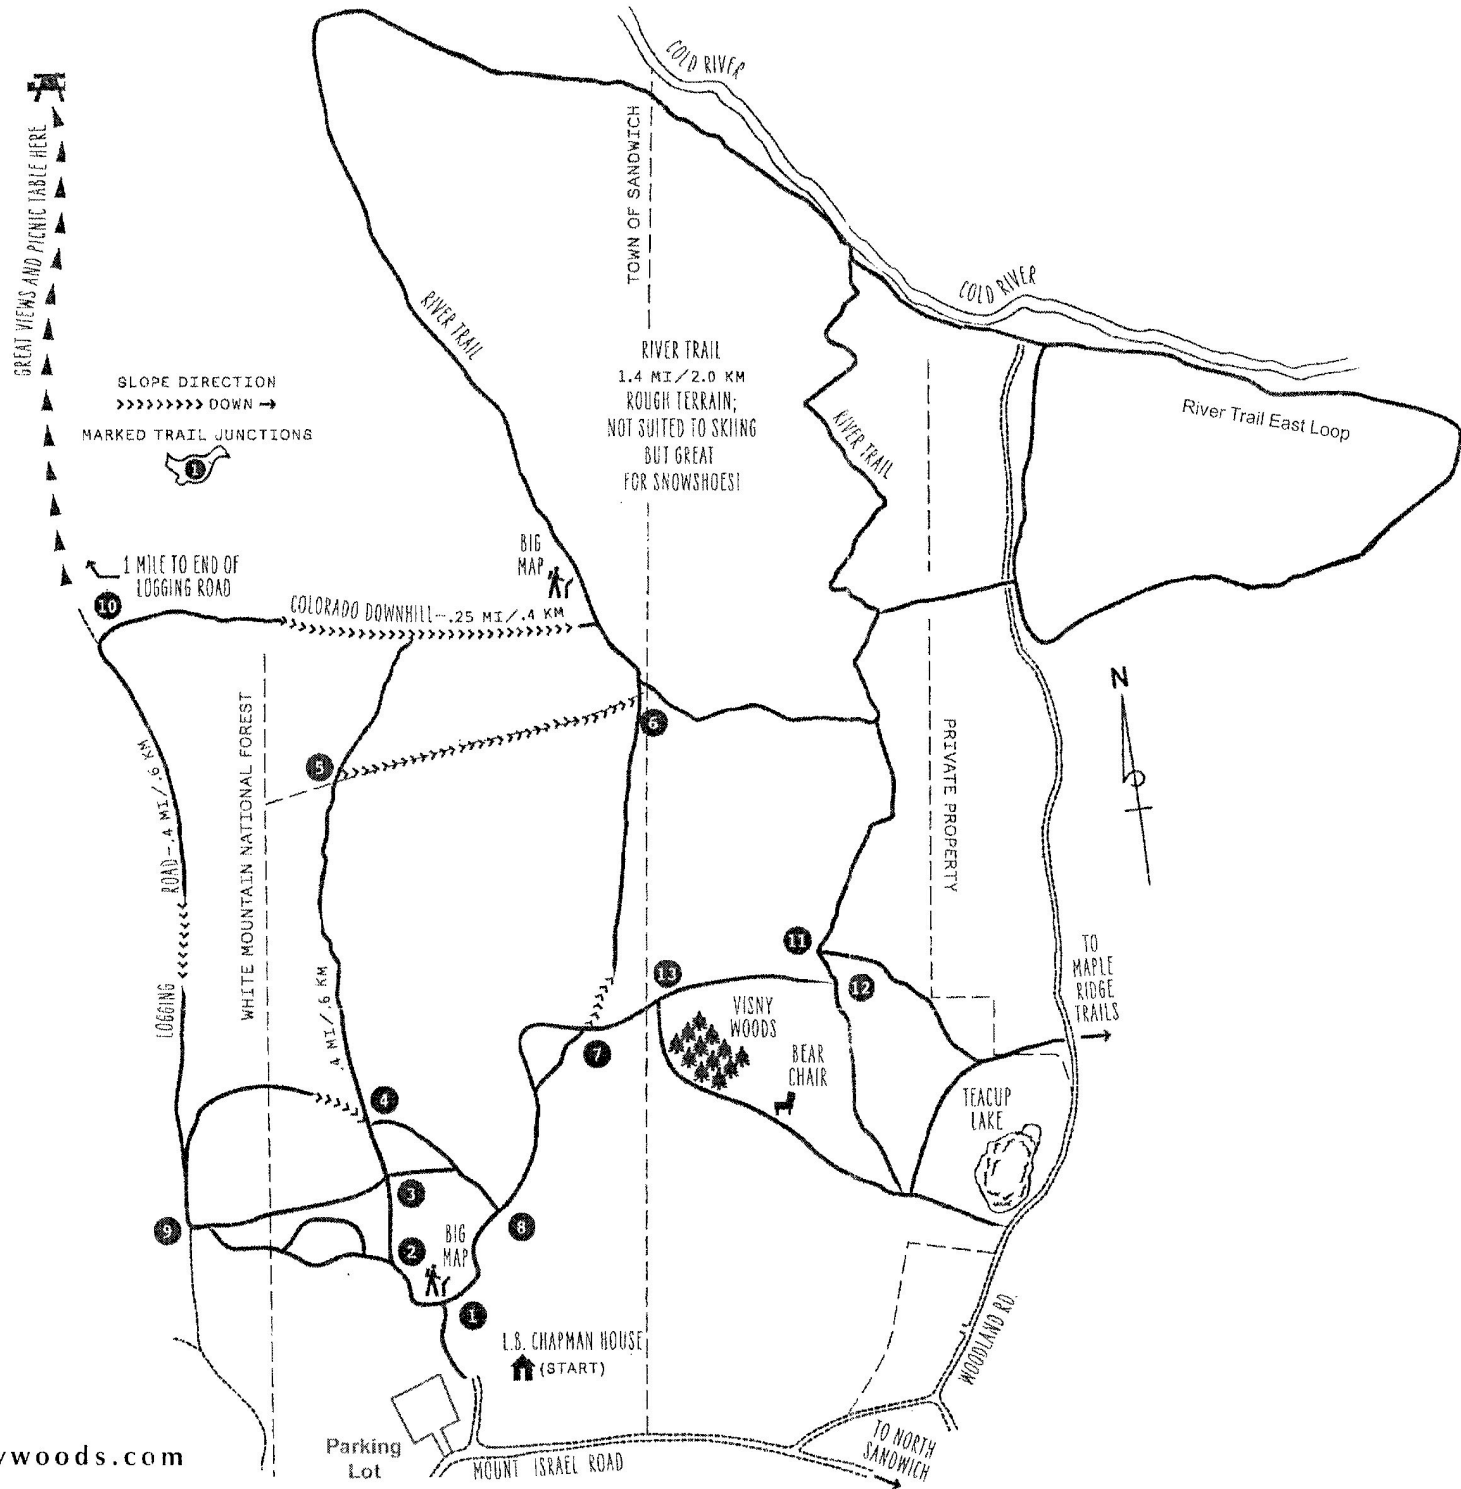 COLD RIVER
GREAT VIEWS AND PICNIC TABLE HERE
TOWN OF SANDWICH
COLD RIVER
RIVER TRAIL
RIVER TRAIL
1.4 MI/2.0 KM
ROUGH TERRAIN;
NOT SUITED TO SKIING
BUT GREAT
FOR SNOWSHOES!
SLOPE DIRECTION
>>>>>>>>> DOWN →
MARKED TRAIL JUNCTIONS
1
RIVER TRAIL
River Trail East Loop
BIG
MAP
1 MILE TO END OF
LOGGING ROAD
10
COLORADO DOWNHILL-.25 MI/.4 KM
N
6
5
WHITE MOUNTAIN NATIONAL FOREST
PRIVATE PROPERTY
LOGGING ROAD-.4 MI/.6 KM
.4 MI/.6 KM
11
13
12
TO
MAPLE
RIDGE
TRAILS
VISNY
WOODS
7
BEAR
CHAIR
TEACUP
LAKE
4
3
9
8
2
BIG
MAP
1
L.B. CHAPMAN HOUSE
(START)
WOODLAND RD.
Parking
Lot
MOUNT ISRAEL ROAD
TO NORTH
SANDWICH
ywoods.com